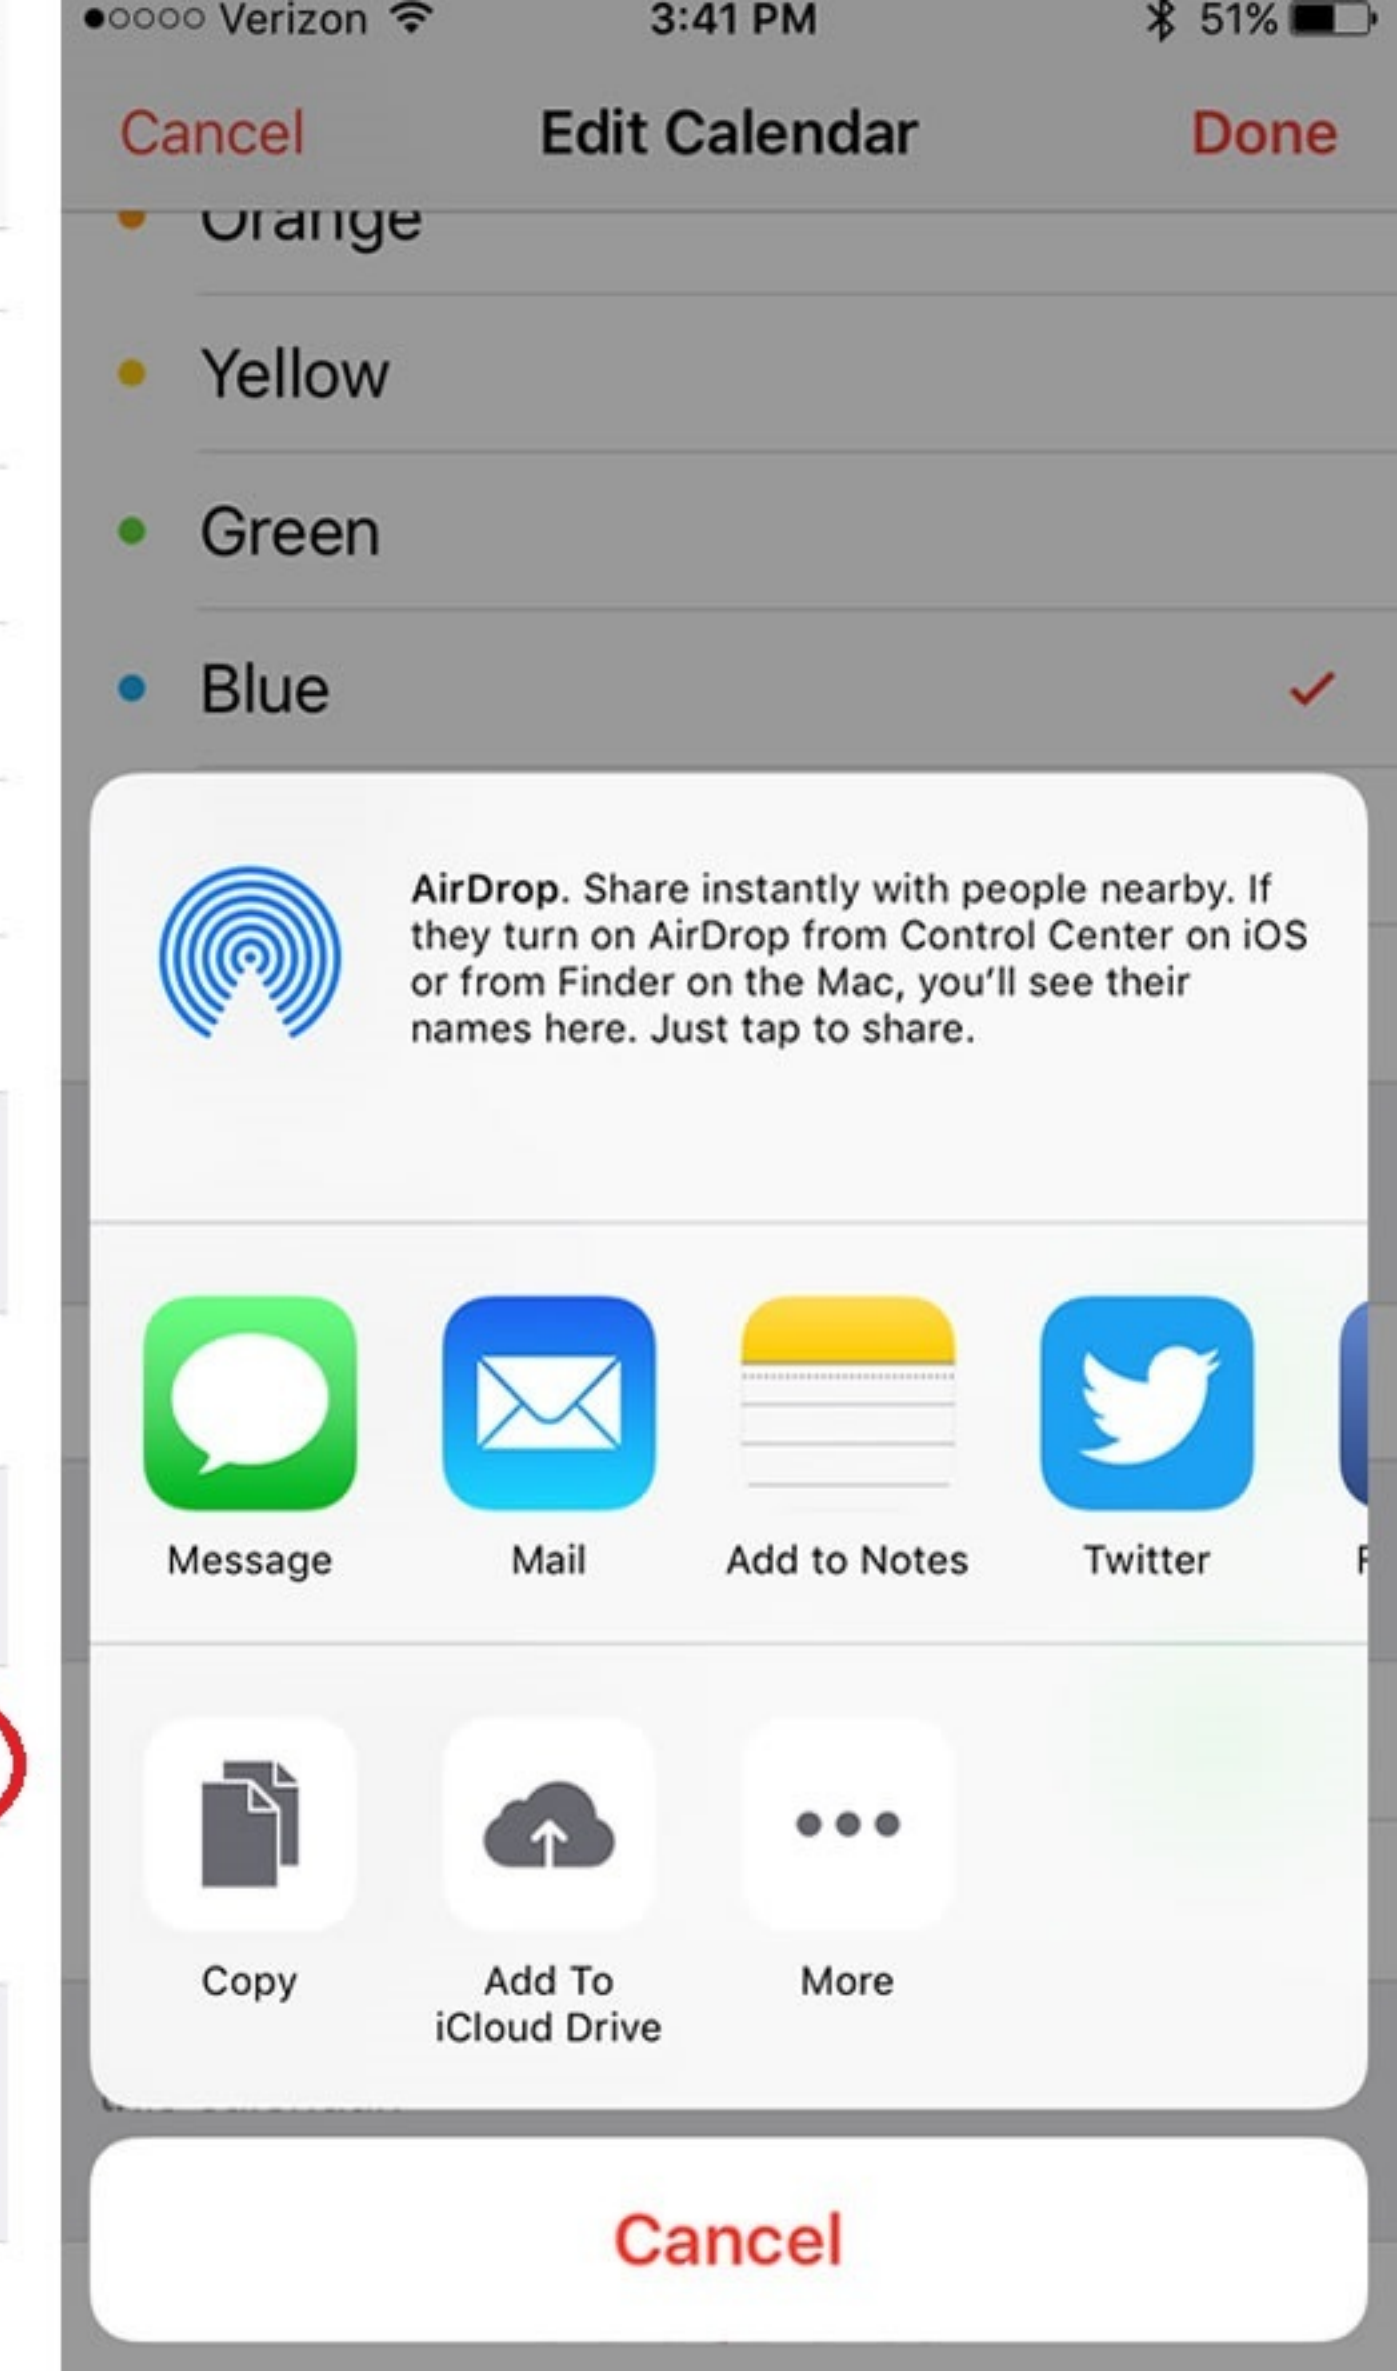 Verizon 3:41 PM 51%
Cancel Edit Calendar Done
Orange
Yellow
Green
Blue
AirDrop. Share instantly with people nearby. If
they turn on AirDrop from Control Center on iOS
or from Finder on the Mac, you'll see their
names here. Just tap to share.
Message Mail Add to Notes Twitter F
Copy Add To iCloud Drive More
Cancel